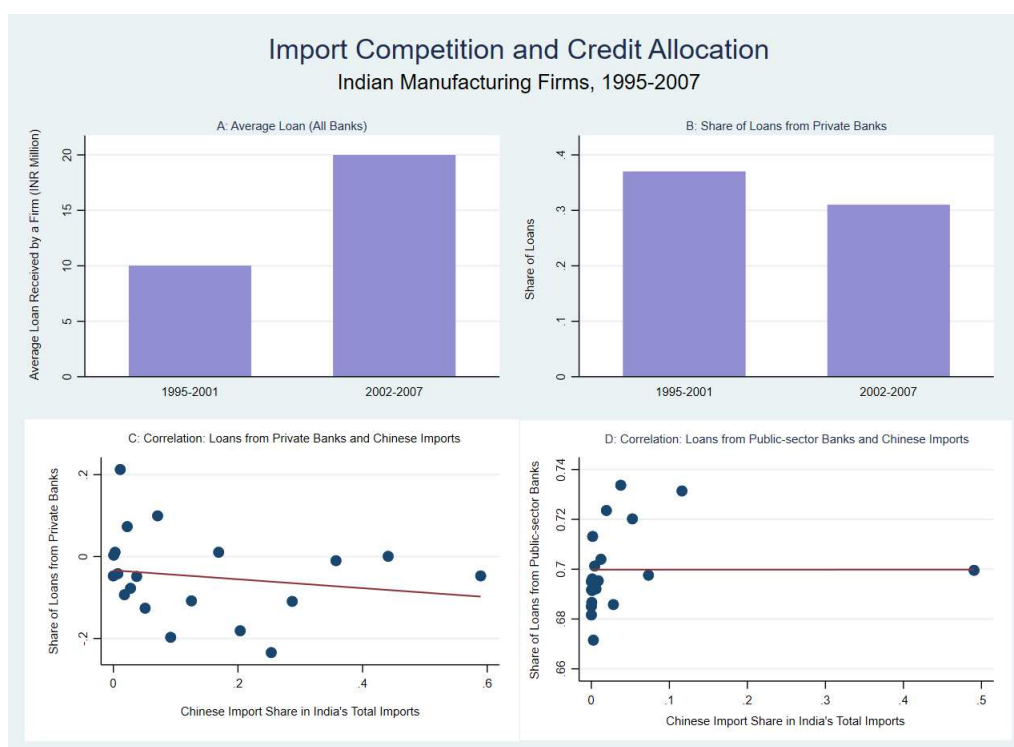 Import Competition and Credit Allocation
Indian Manufacturing Firms, 1995-2007
A: Average Loan (All Banks)
Average Loan Received by a Firm (INR Million)
20
15
10
5
0
1995-2001 2002-2007
B: Share of Loans from Private Banks
Share of Loans
.4
.3
.2
.1
0
1995-2001 2002-2007
C: Correlation: Loans from Private Banks and Chinese Imports
Share of Loans from Private Banks
.2
0
-.2
0 .2 .4 .6
Chinese Import Share in India's Total Imports
D: Correlation: Loans from Public-sector Banks and Chinese Imports
Share of Loans from Public-sector Banks
0.74
0.72
0.7
68
66
0 .1 .2 .3 .4 .5
Chinese Import Share in India's Total Imports